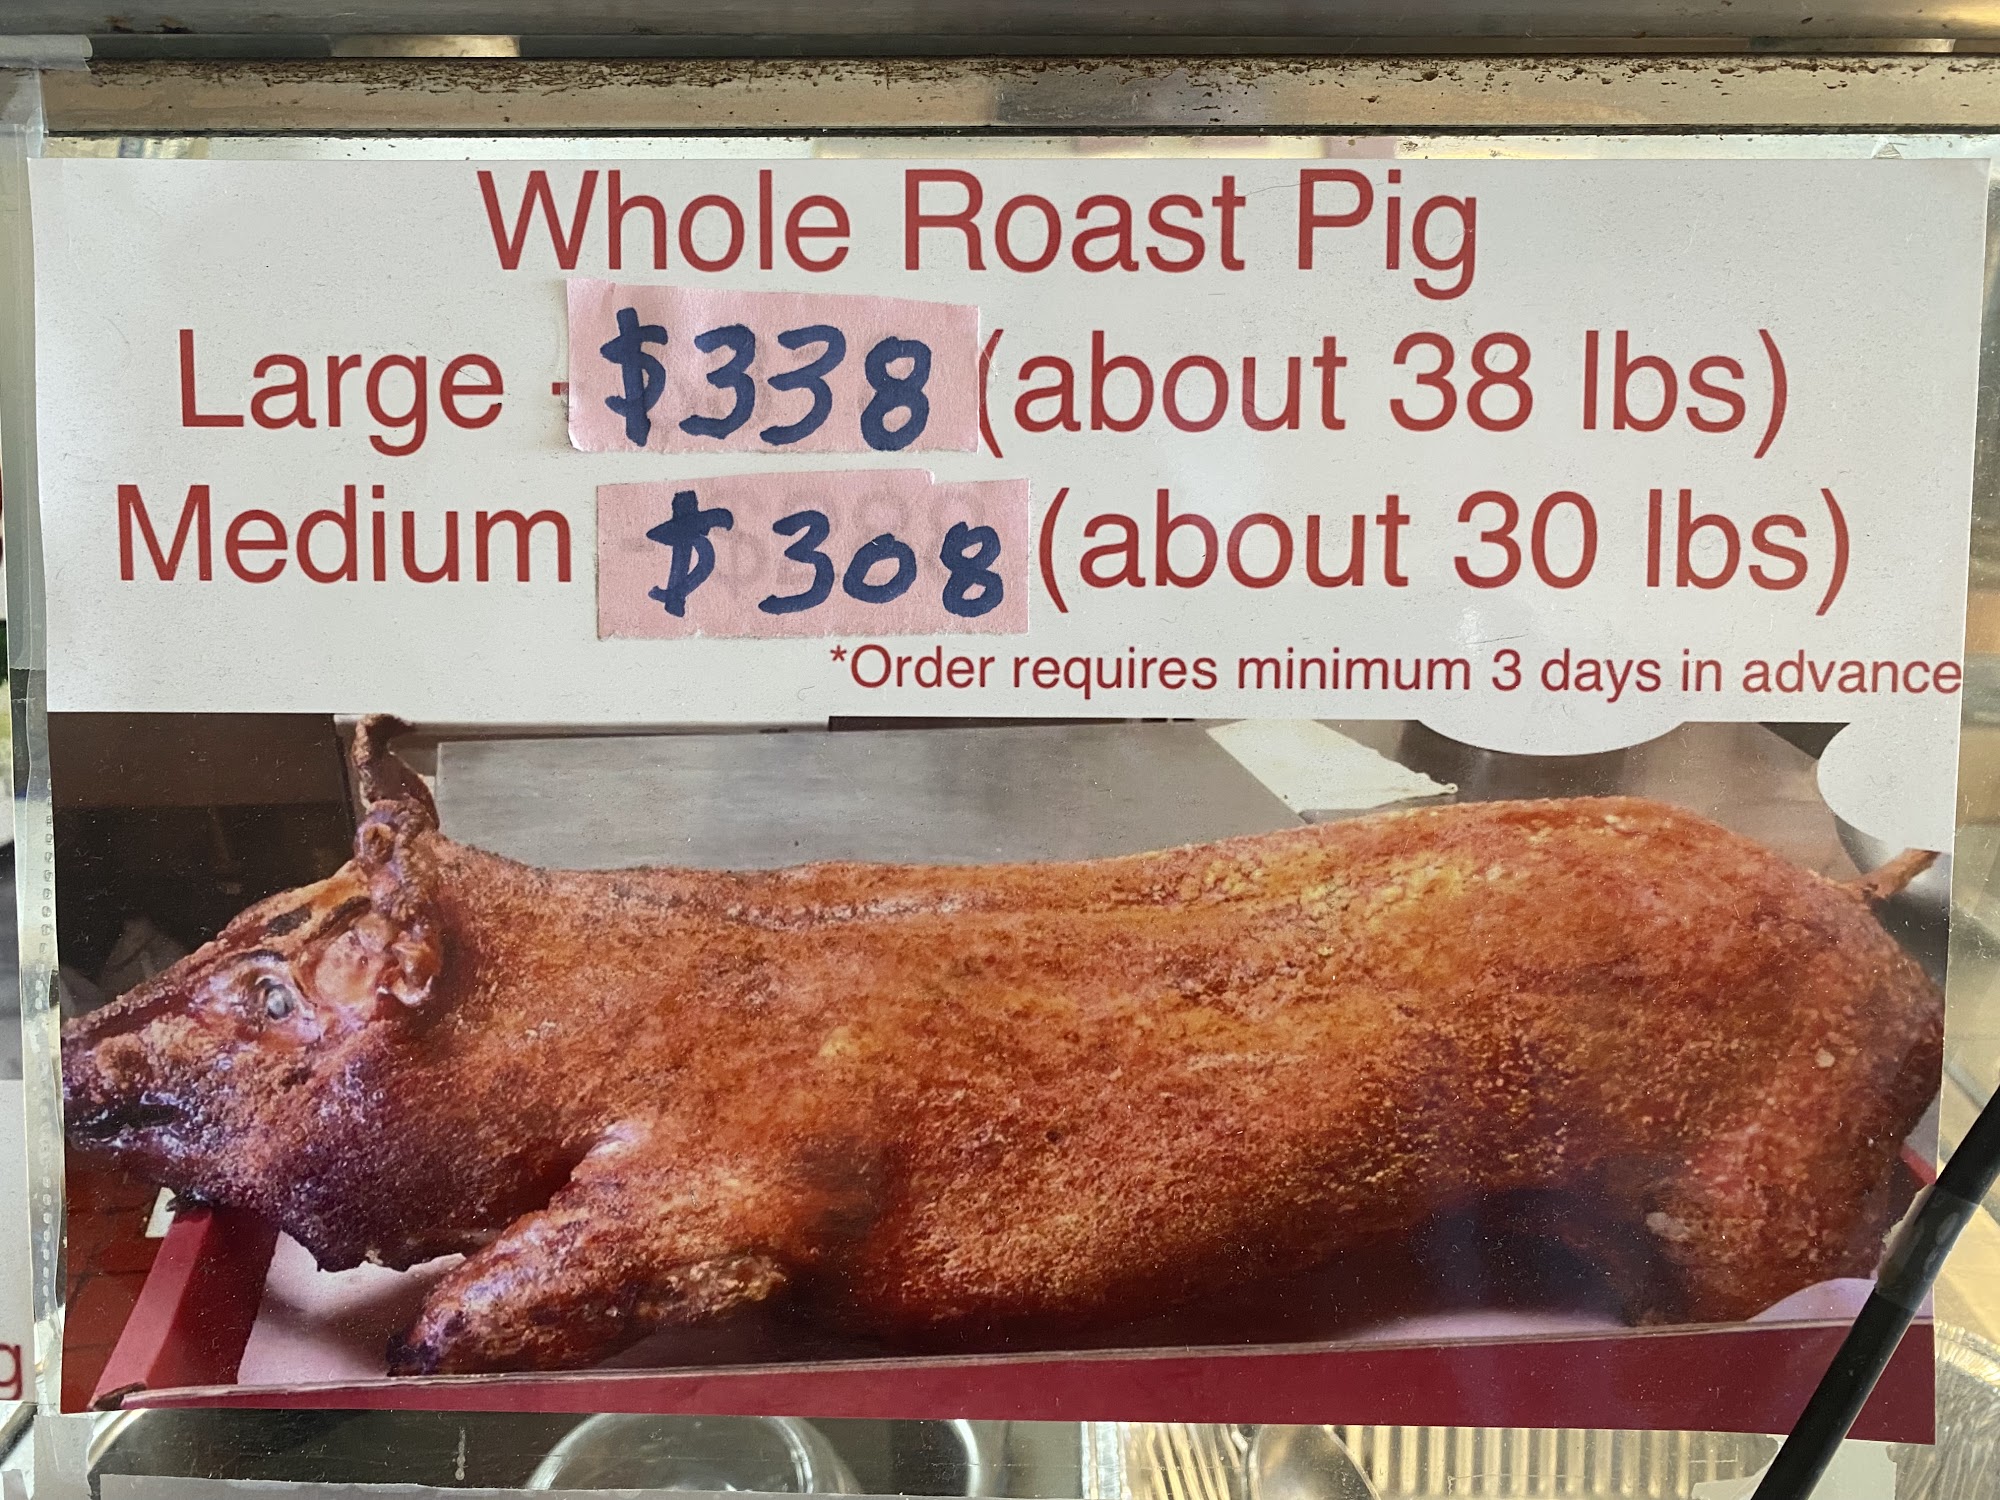 Whole Roast Pig
Large - $338 (about 38 lbs)
Medium $308 (about 30 lbs)
*Order requires minimum 3 days in advance
g